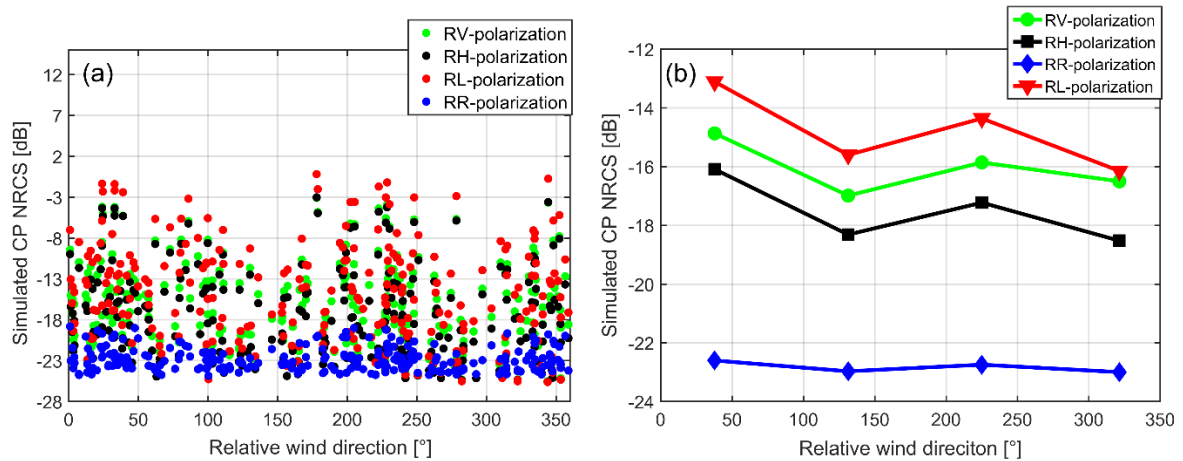 RV-polarization
RH-polarization
RL-polarization
RR-polarization
(a)
Simulated CP NRCS [dB]
12
7
2
-3
-8
-13
-18
-23
-28
0 50 100 150 200 250 300 350
Relative wind direction [°]
RV-polarization
RH-polarization
RR-polarization
RL-polarization
(b)
Simulated CP NRCS [dB]
-12
-14
-16
-18
-20
-22
-24
0 50 100 150 200 250 300 350
Relative wind direciton [°]